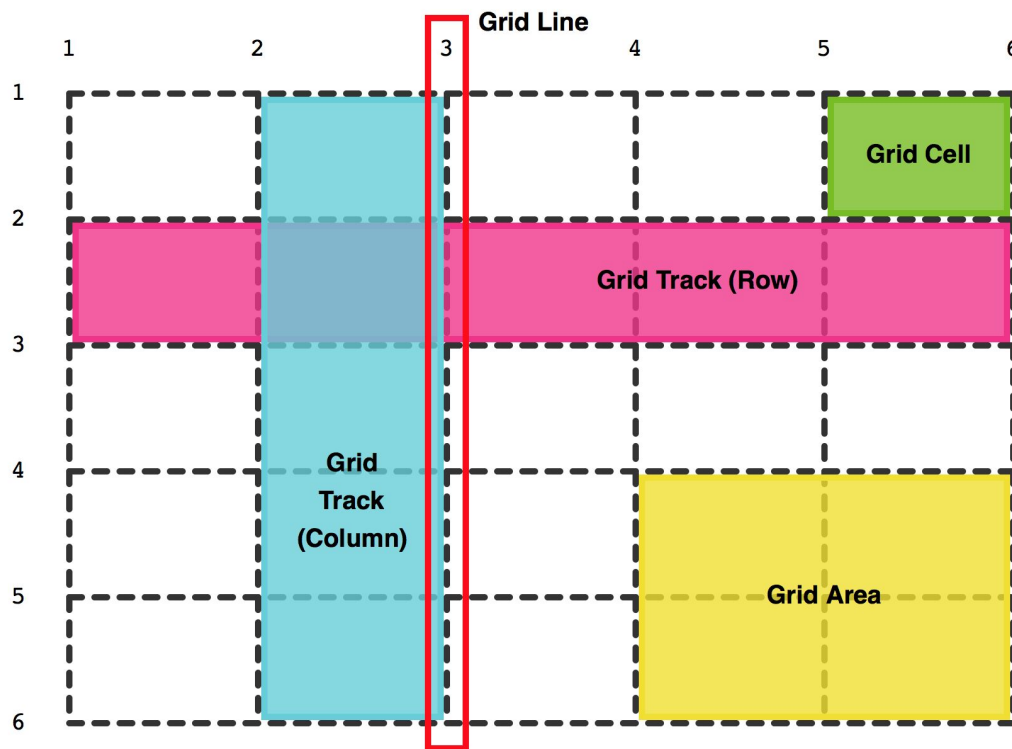 Grid Line
1 2 3 4 5 6
1
Grid Cell
2
Grid Track (Row)
3
Grid
Track
(Column)
4
5
Grid Area
6